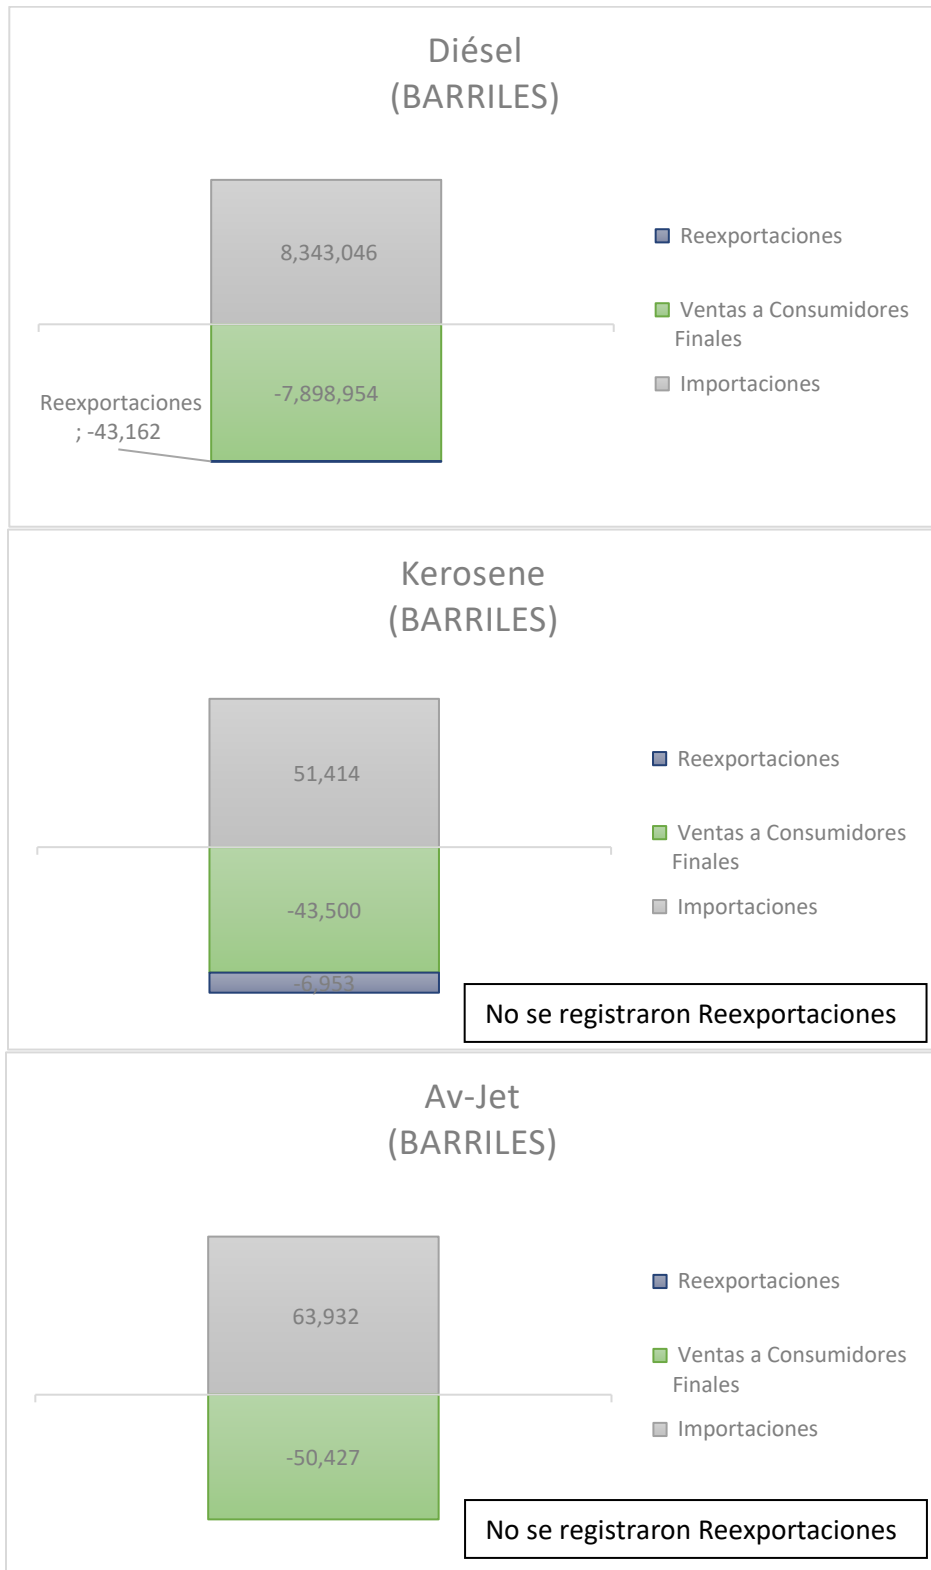 Diésel
(BARRILES)
8,343,046
-7,898,954
Reexportaciones
; -43,162
Reexportaciones
Ventas a Consumidores
Finales
Importaciones
Kerosene
(BARRILES)
51,414
-43,500
-6,953
Reexportaciones
Ventas a Consumidores
Finales
Importaciones
No se registraron Reexportaciones
Av-Jet
(BARRILES)
63,932
-50,427
Reexportaciones
Ventas a Consumidores
Finales
Importaciones
No se registraron Reexportaciones